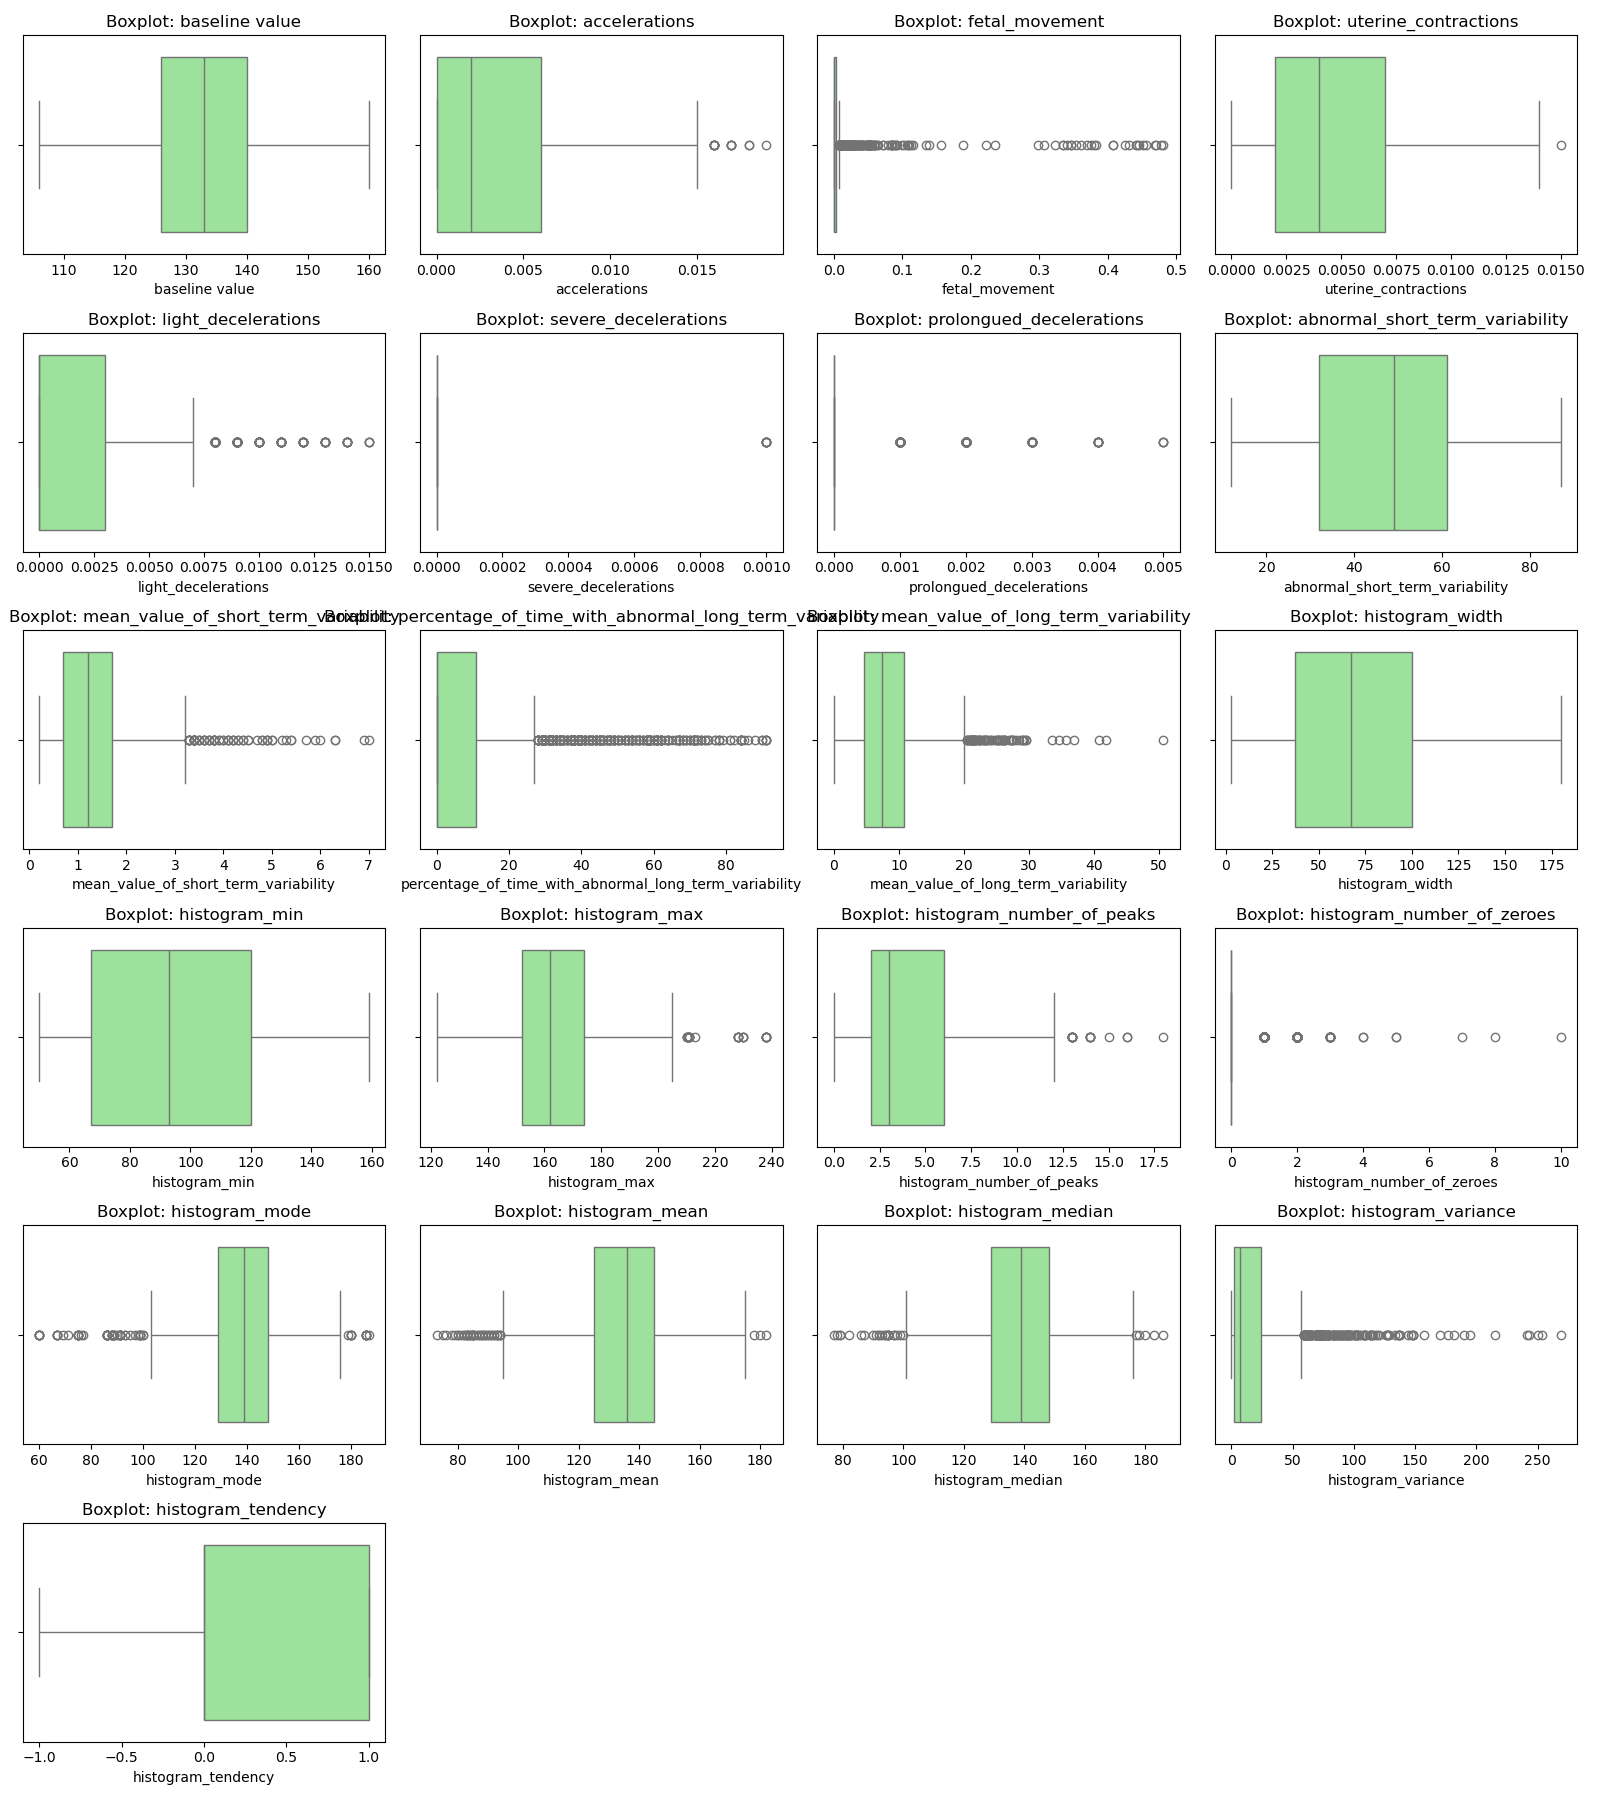 Boxplot: baseline value
110 120 130 140 150 160
baseline value
Boxplot: accelerations
0.000 0.005 0.010 0.015
accelerations
Boxplot: fetal_movement
0.0 0.1 0.2 0.3 0.4 0.5
fetal_movement
Boxplot: uterine_contractions
0.0000 0.0025 0.0050 0.0075 0.0100 0.0125 0.0150
uterine_contractions
Boxplot: light_decelerations
0.0000 0.0025 0.0050 0.0075 0.0100 0.0125 0.0150
light_decelerations
Boxplot: severe_decelerations
0.0000 0.0002 0.0004 0.0006 0.0008 0.0010
severe_decelerations
Boxplot: prolongued_decelerations
0.000 0.001 0.002 0.003 0.004 0.005
prolongued_decelerations
Boxplot: abnormal_short_term_variability
20 40 60 80
abnormal_short_term_variability
Boxplot: mean_value_of_short_term_variability
0 1 2 3 4 5 6 7
mean_value_of_short_term_variability
Boxplot: percentage_of_time_with_abnormal_long_term_variability
0 20 40 60 80
percentage_of_time_with_abnormal_long_term_variability
Boxplot: mean_value_of_long_term_variability
0 10 20 30 40 50
mean_value_of_long_term_variability
Boxplot: histogram_width
0 25 50 75 100 125 150 175
histogram_width
Boxplot: histogram_min
60 80 100 120 140 160
histogram_min
Boxplot: histogram_max
120 140 160 180 200 220 240
histogram_max
Boxplot: histogram_number_of_peaks
0.0 2.5 5.0 7.5 10.0 12.5 15.0 17.5
histogram_number_of_peaks
Boxplot: histogram_number_of_zeroes
0 2 4 6 8 10
histogram_number_of_zeroes
Boxplot: histogram_mode
60 80 100 120 140 160 180
histogram_mode
Boxplot: histogram_mean
80 100 120 140 160 180
histogram_mean
Boxplot: histogram_median
80 100 120 140 160 180
histogram_median
Boxplot: histogram_variance
0 50 100 150 200 250
histogram_variance
Boxplot: histogram_tendency
−1.0 −0.5 0.0 0.5 1.0
histogram_tendency